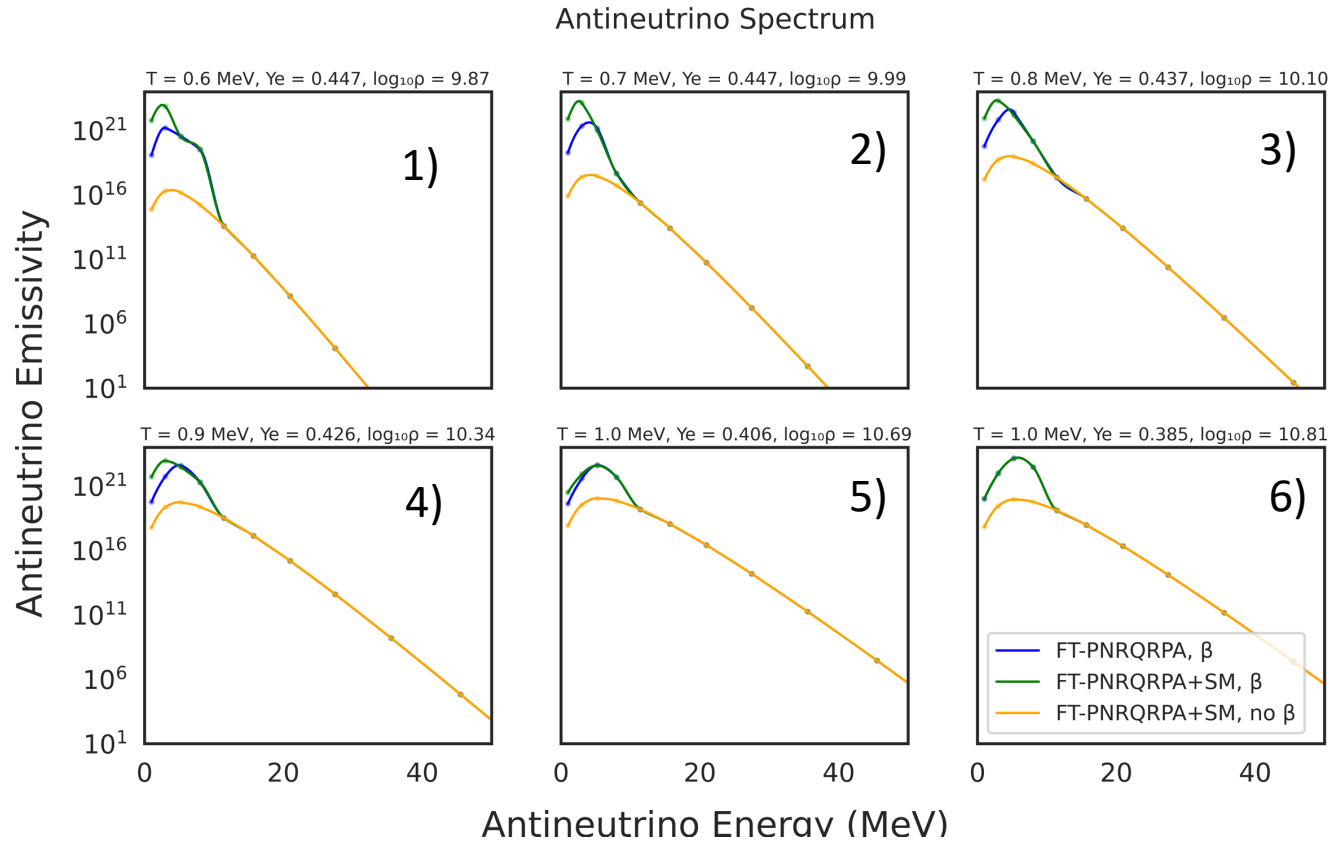 Antineutrino Spectrum
T = 0.6 MeV, Ye = 0.447, log₁₀ρ = 9.87
T = 0.7 MeV, Ye = 0.447, log₁₀ρ = 9.99
T = 0.8 MeV, Ye = 0.437, log₁₀ρ = 10.10
1)
2)
3)
10²¹
10¹⁶
10¹¹
10⁶
10¹
Antineutrino Emissivity
T = 0.9 MeV, Ye = 0.426, log₁₀ρ = 10.34
T = 1.0 MeV, Ye = 0.406, log₁₀ρ = 10.69
T = 1.0 MeV, Ye = 0.385, log₁₀ρ = 10.81
4)
5)
6)
10²¹
10¹⁶
10¹¹
10⁶
10¹
FT-PNRQRPA, β
FT-PNRQRPA+SM, β
FT-PNRQRPA+SM, no β
0 20 40
0 20 40
0 20 40
Antineutrino Energy (MeV)